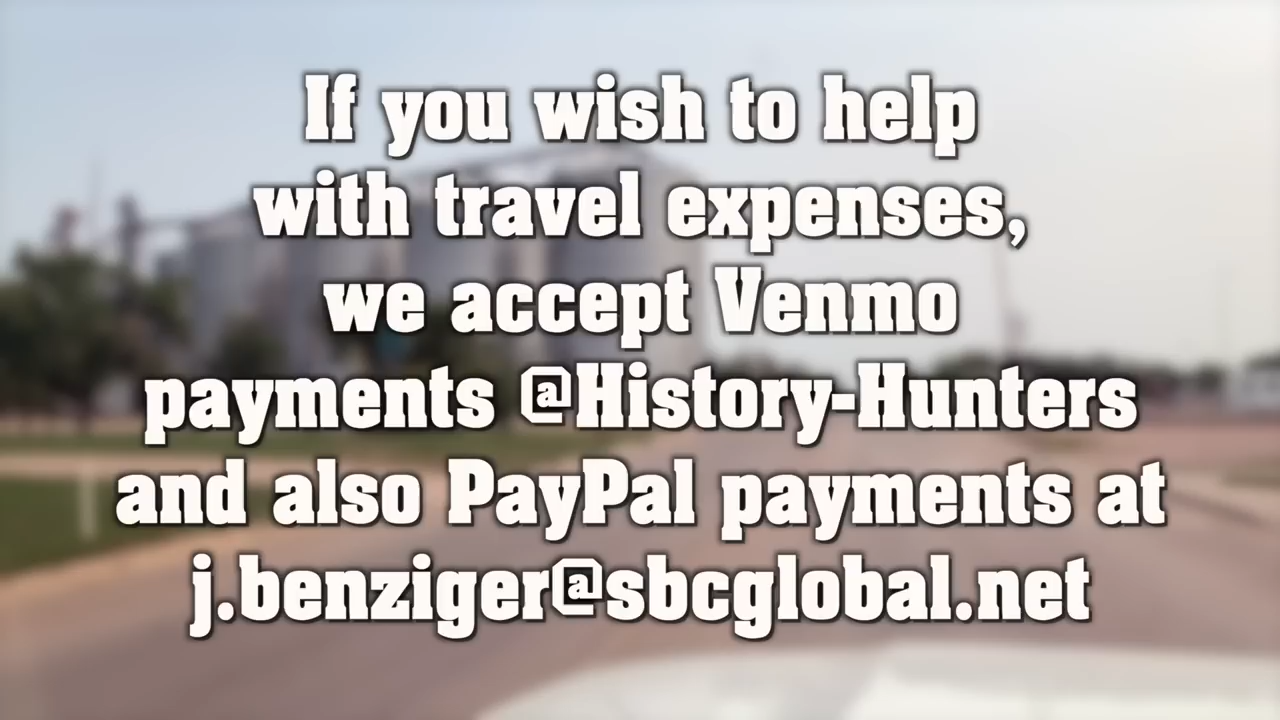 If you wish to help
with travel expenses,
we accept Venmo
payments @History-Hunters
and also PayPal payments at
j.benziger@sbcglobal.net